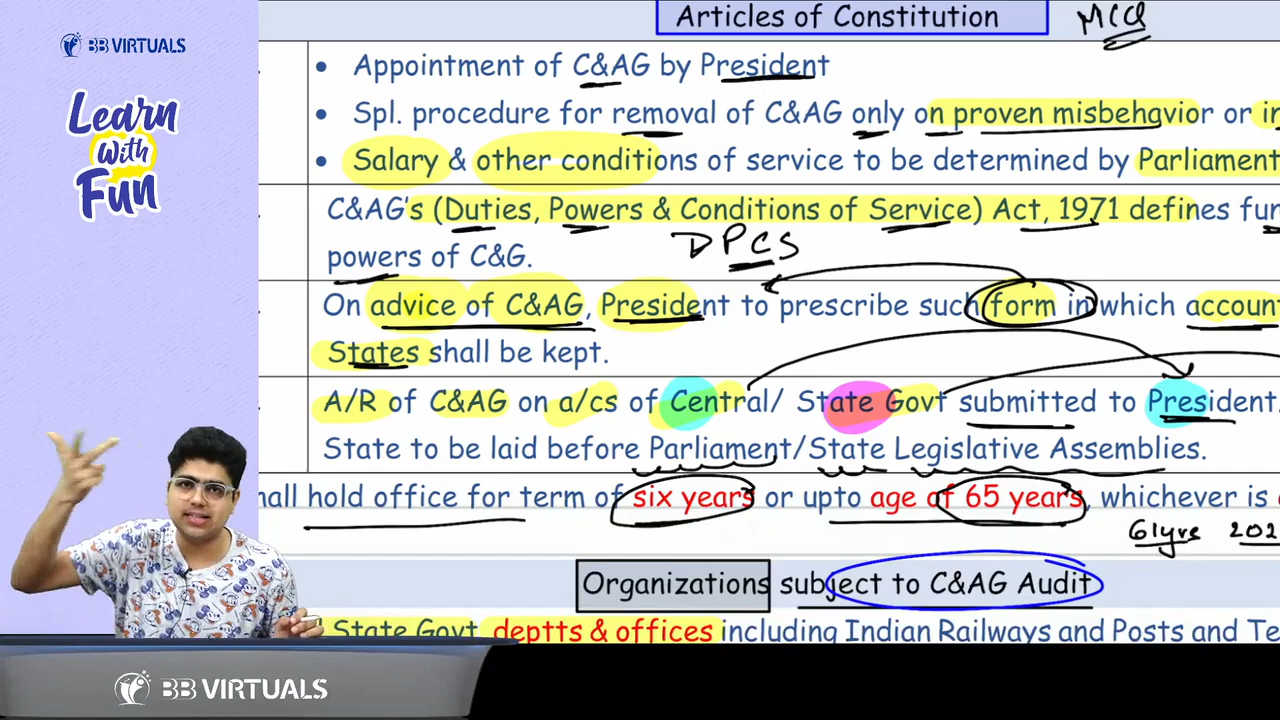 BB VIRTUALS
Learn
With
Fun
Articles of Constitution
MCQ
• Appointment of C&AG by President
• Spl. procedure for removal of C&AG only on proven misbehavior or in
• Salary & other conditions of service to be determined by Parliament
C&AG's (Duties, Powers & Conditions of Service) Act, 1971 defines fun
DPCS
powers of C&G.
On advice of C&AG, President to prescribe such form in which account
States shall be kept.
A/R of C&AG on a/cs of Central/ State Govt submitted to President.
State to be laid before Parliament/State Legislative Assemblies.
hall hold office for term of six years or upto age of 65 years, whichever is
61yrs 202
Organizations subject to C&AG Audit
State Govt deptts & offices including Indian Railways and Posts and Te
BB VIRTUALS